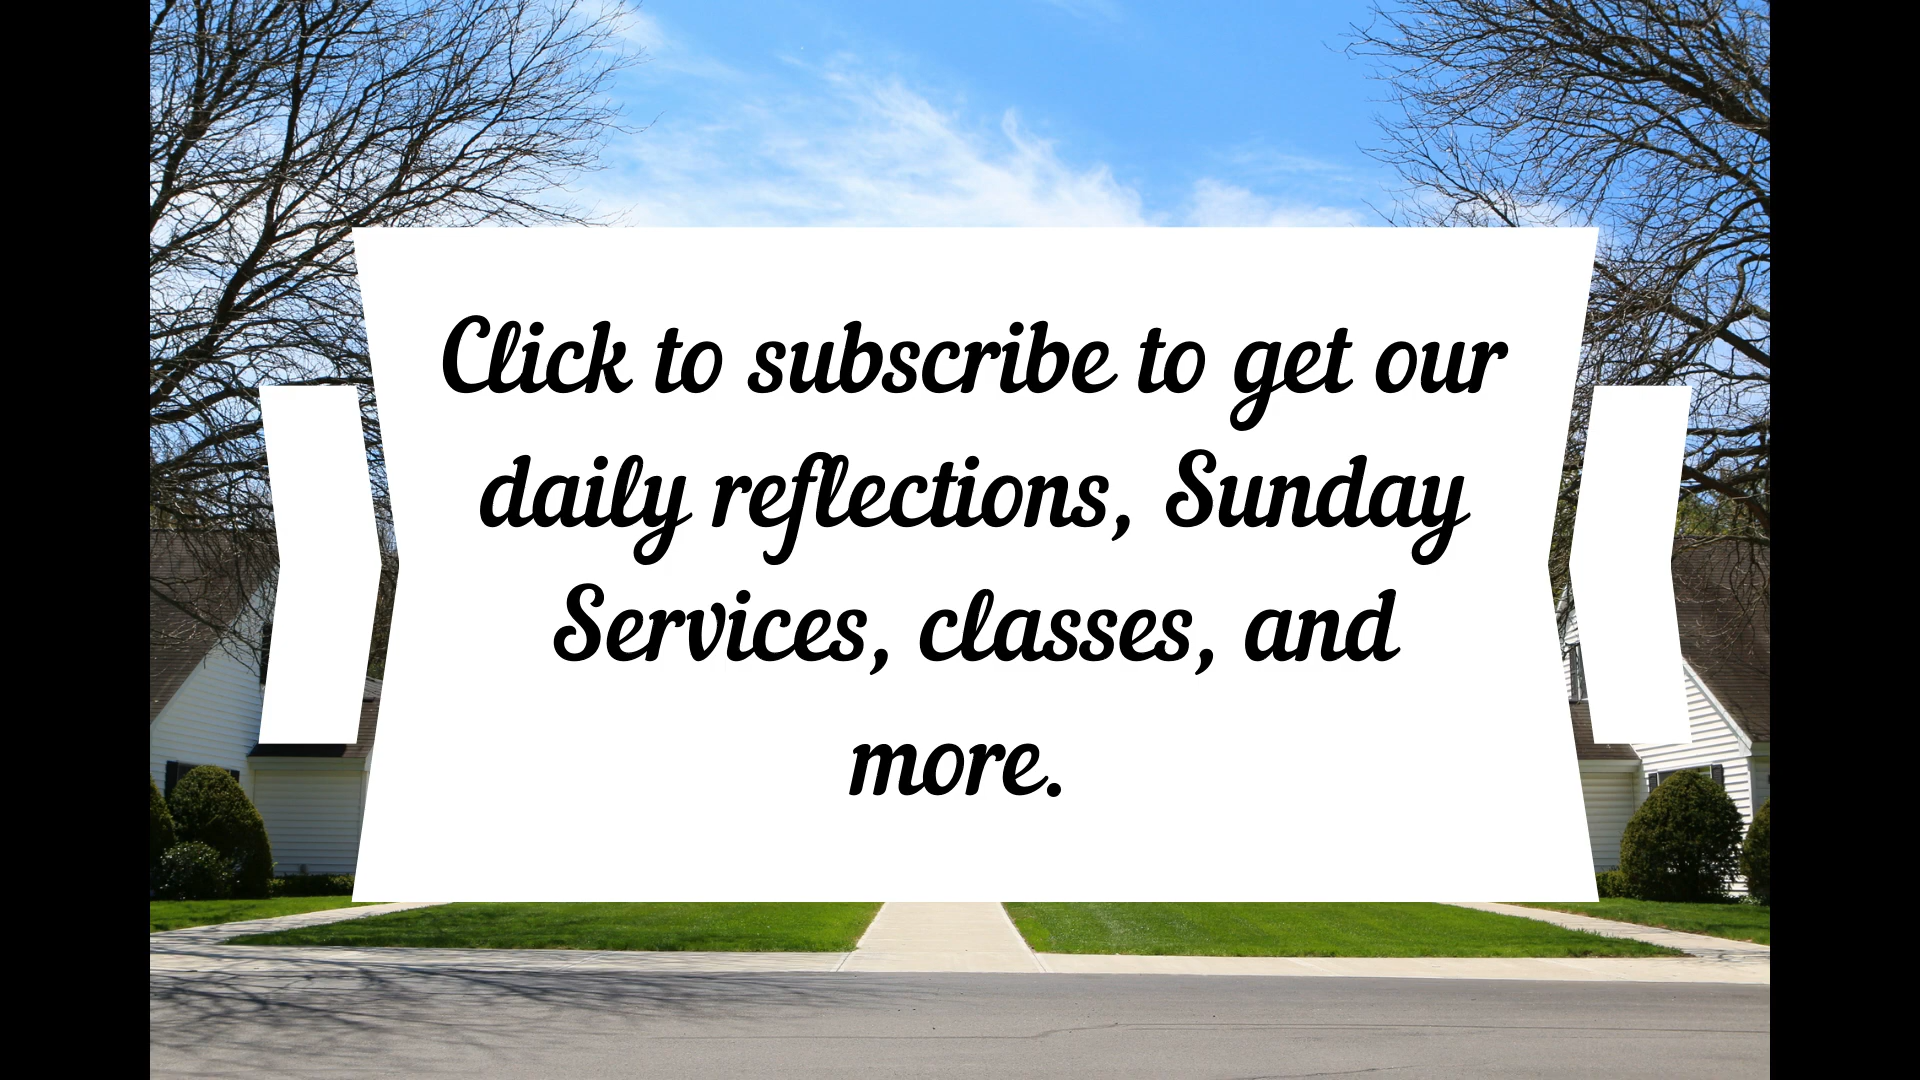 Click to subscribe to get our
daily reflections, Sunday
Services, classes, and
more.